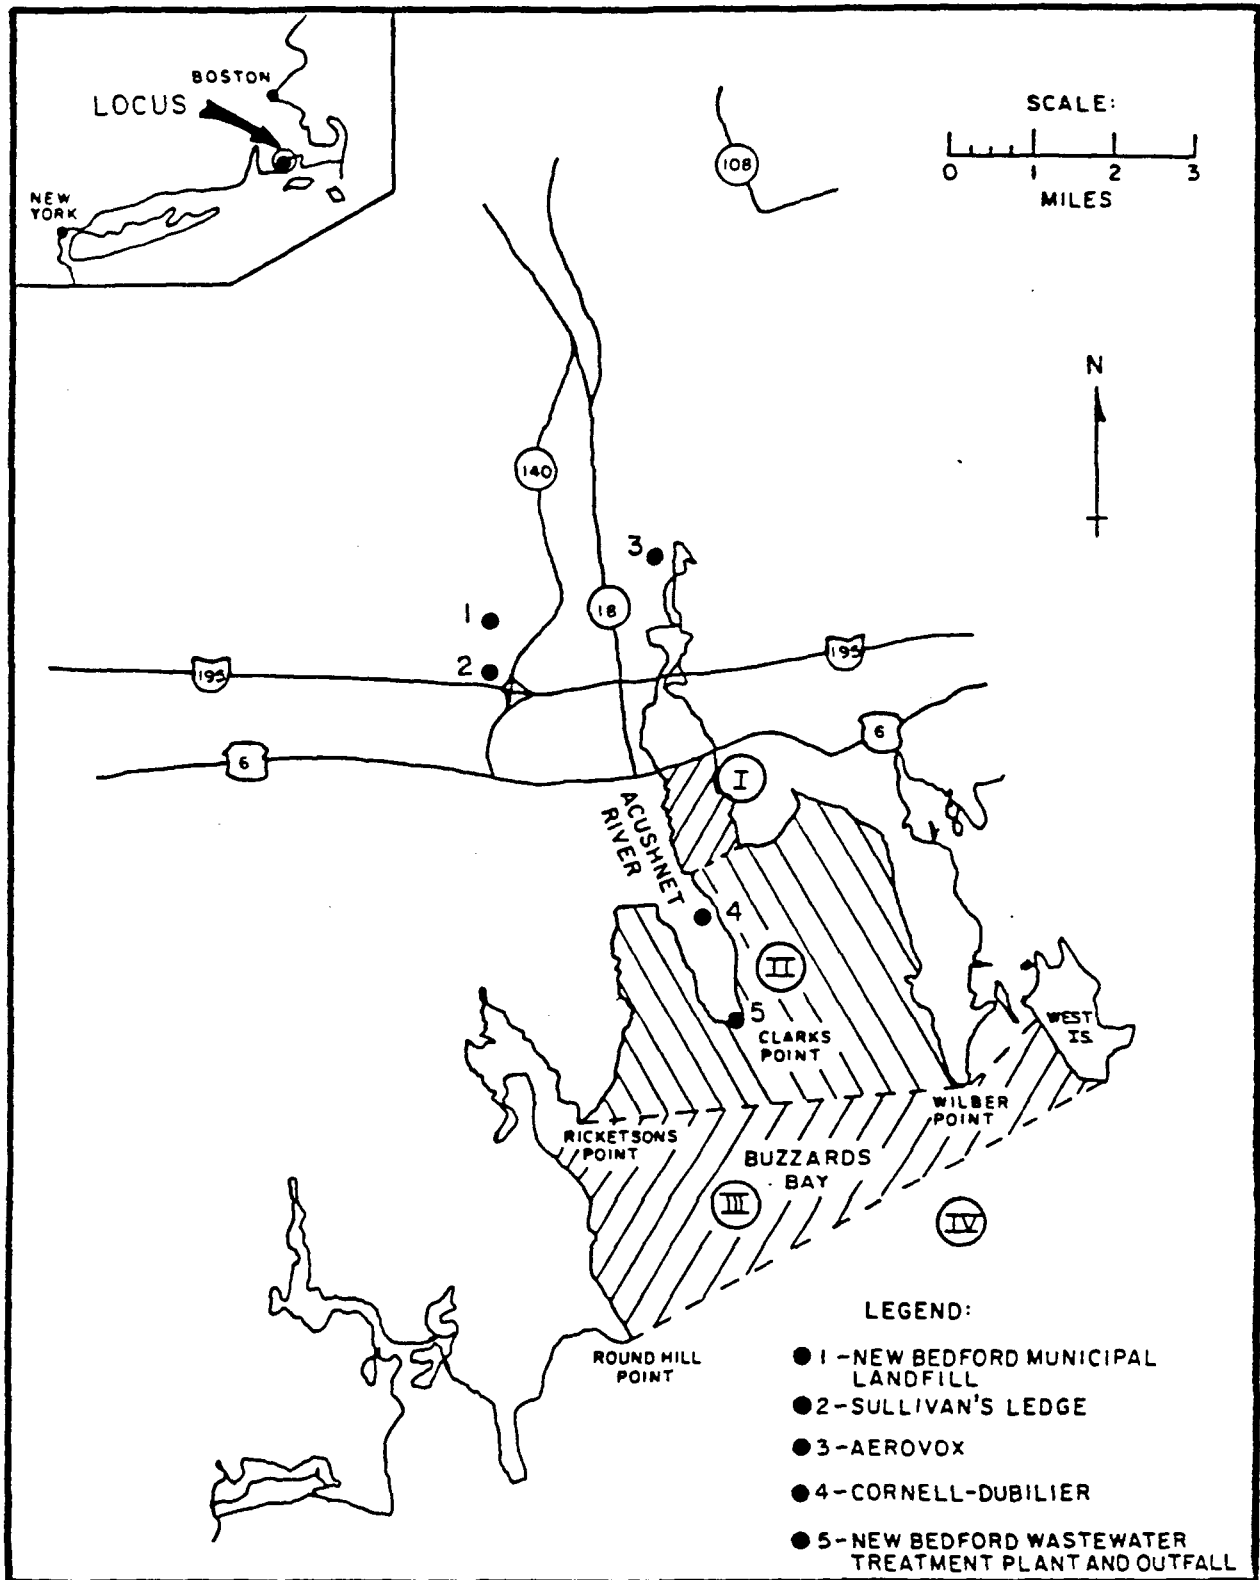 BOSTON
LOCUS
NEW
YORK
SCALE:
0 1 2 3
MILES
108
N
140
3
18
1
2
195
195
6
6
I
ACUSHNET
RIVER
4
II
5
CLARKS
POINT
WEST
IS.
WILBER
POINT
RICKETSONS
POINT
BUZZARDS
BAY
III
IV
ROUND HILL
POINT
LEGEND:
1-NEW BEDFORD MUNICIPAL
LANDFILL
2-SULLIVAN'S LEDGE
3-AEROVOX
4-CORNELL-DUBILIER
5-NEW BEDFORD WASTEWATER
TREATMENT PLANT AND OUTFALL